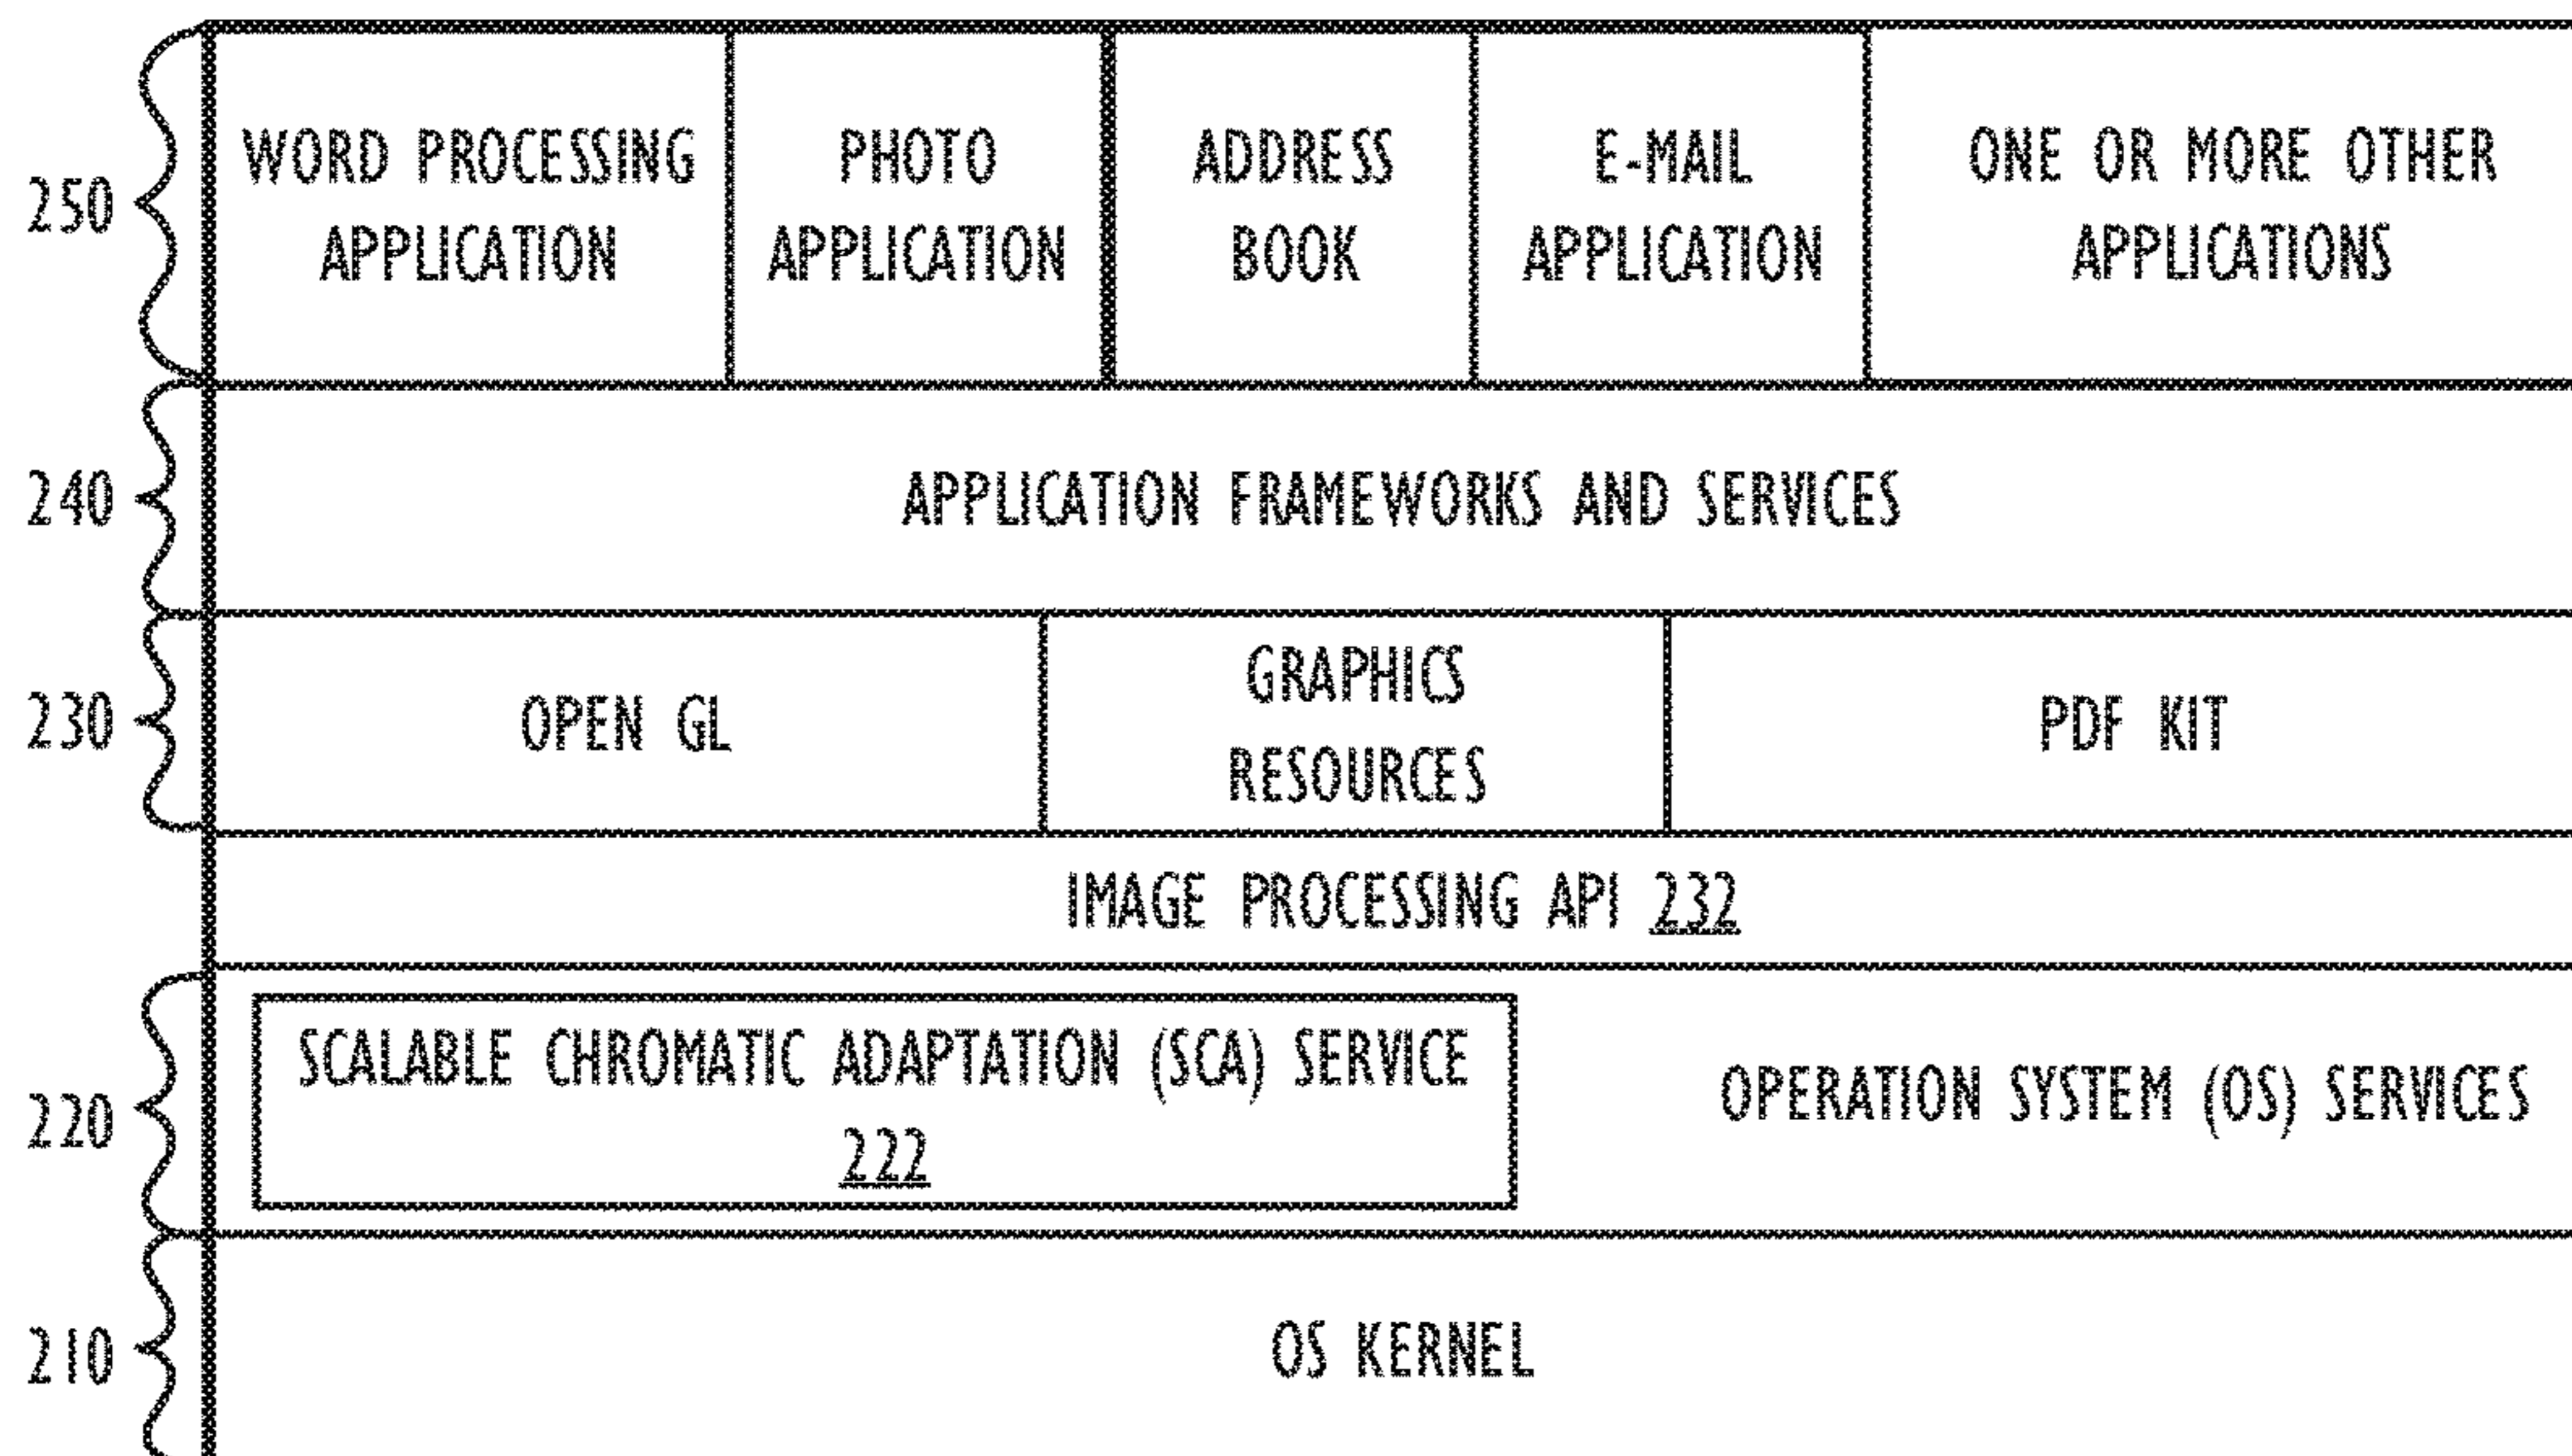 250
WORD PROCESSING
APPLICATION
PHOTO
APPLICATION
ADDRESS
BOOK
E-MAIL
APPLICATION
ONE OR MORE OTHER
APPLICATIONS
240
APPLICATION FRAMEWORKS AND SERVICES
230
OPEN GL
GRAPHICS
RESOURCES
PDF KIT
IMAGE PROCESSING API 232
220
SCALABLE CHROMATIC ADAPTATION (SCA) SERVICE
222
OPERATION SYSTEM (OS) SERVICES
210
OS KERNEL